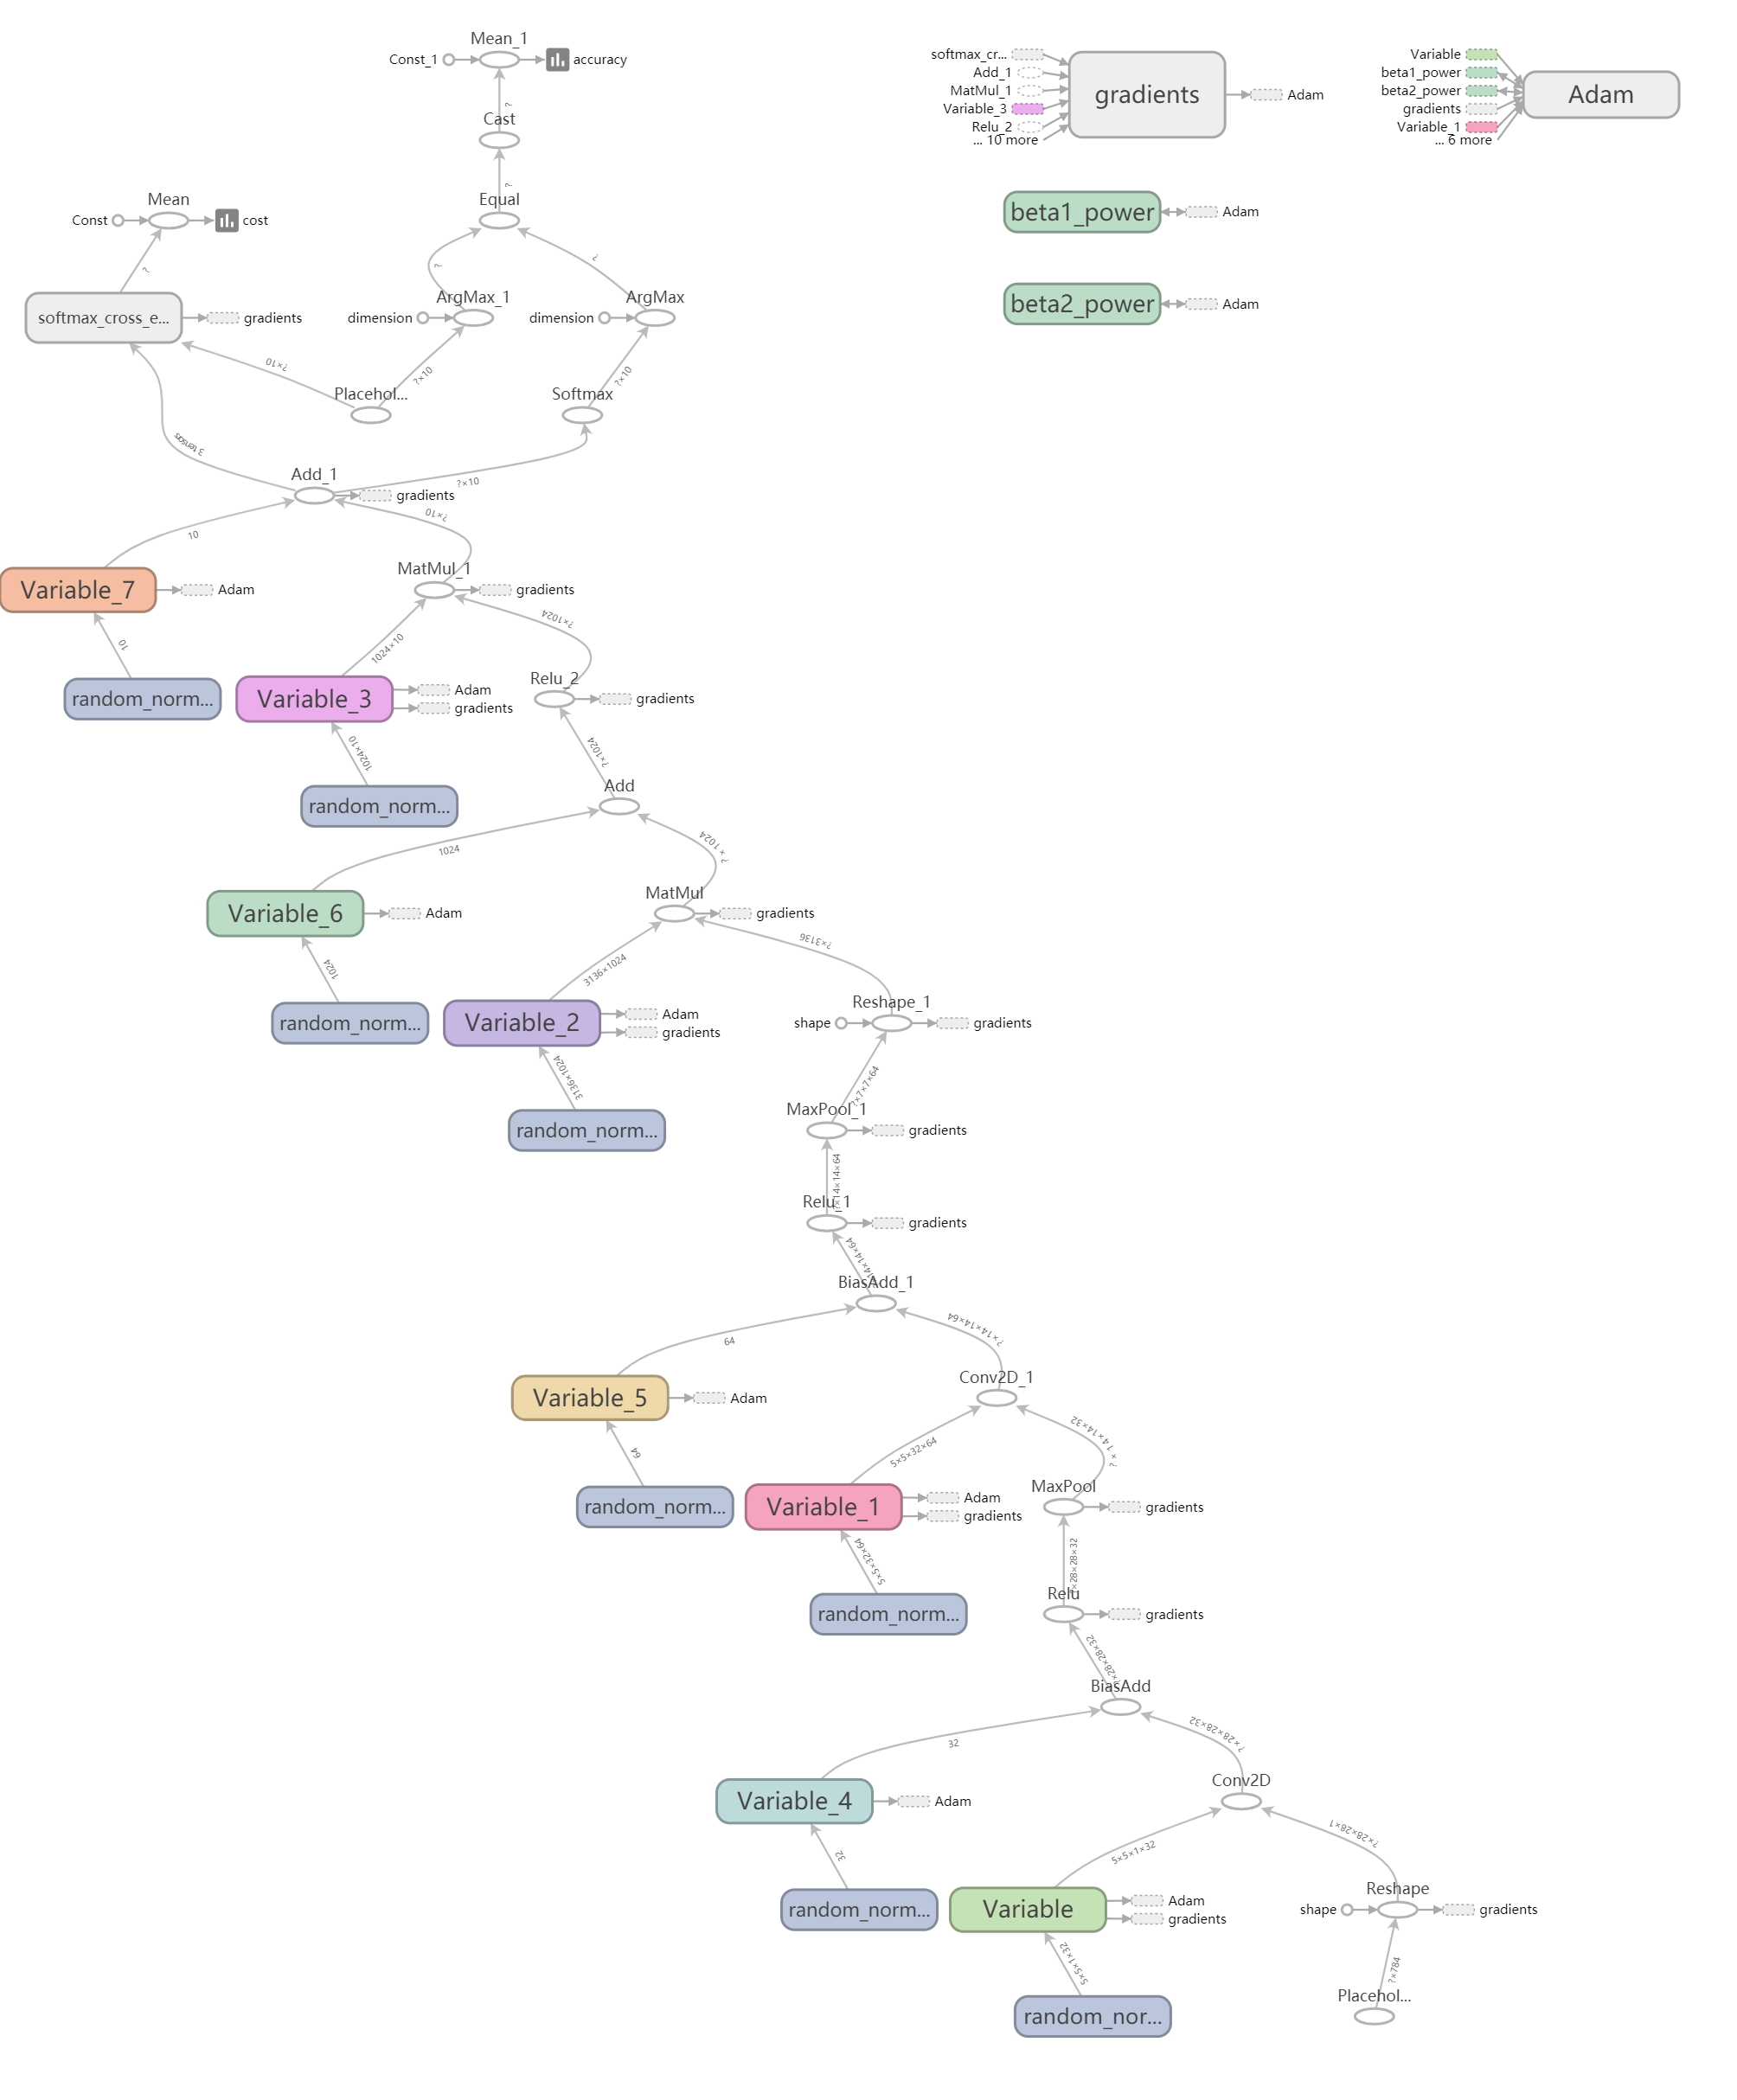 Mean_1
Const_1
accuracy
?
Cast
?
Equal
Mean
Const
cost
?
?
?
ArgMax_1
ArgMax
softmax_cross_e...
gradients
dimension
dimension
?×10
?×10
?×10
Placehol...
Softmax
3 tensors
Add_1
?×10
gradients
?×10
10
MatMul_1
Variable_7
Adam
gradients
?×1024
10
1024×10
Relu_2
random_norm...
Variable_3
Adam
gradients
gradients
1024×10
?×1024
Add
random_norm...
1024
?×1024
MatMul
Variable_6
Adam
gradients
?×3136
1024
3136×1024
Reshape_1
random_norm...
Variable_2
Adam
gradients
shape
gradients
3136×1024
?×7×7×64
MaxPool_1
random_norm...
gradients
?×14×14×64
Relu_1
gradients
?×14×14×64
BiasAdd_1
64
?×14×14×64
Conv2D_1
Variable_5
Adam
64
5×5×32×64
?×14×14×32
MaxPool
random_norm...
Variable_1
Adam
gradients
gradients
5×5×32×64
?×28×28×32
Relu
random_norm...
gradients
?×28×28×32
BiasAdd
32
?×28×28×32
Conv2D
Variable_4
Adam
32
5×5×1×32
?×28×28×1
Reshape
random_norm...
Variable
Adam
gradients
shape
gradients
5×5×1×32
?×784
Placehol...
random_nor...
softmax_cr...
Add_1
MatMul_1
Variable_3
Relu_2
... 10 more
gradients
Adam
Variable
beta1_power
beta2_power
gradients
Variable_1
... 6 more
Adam
beta1_power
Adam
beta2_power
Adam